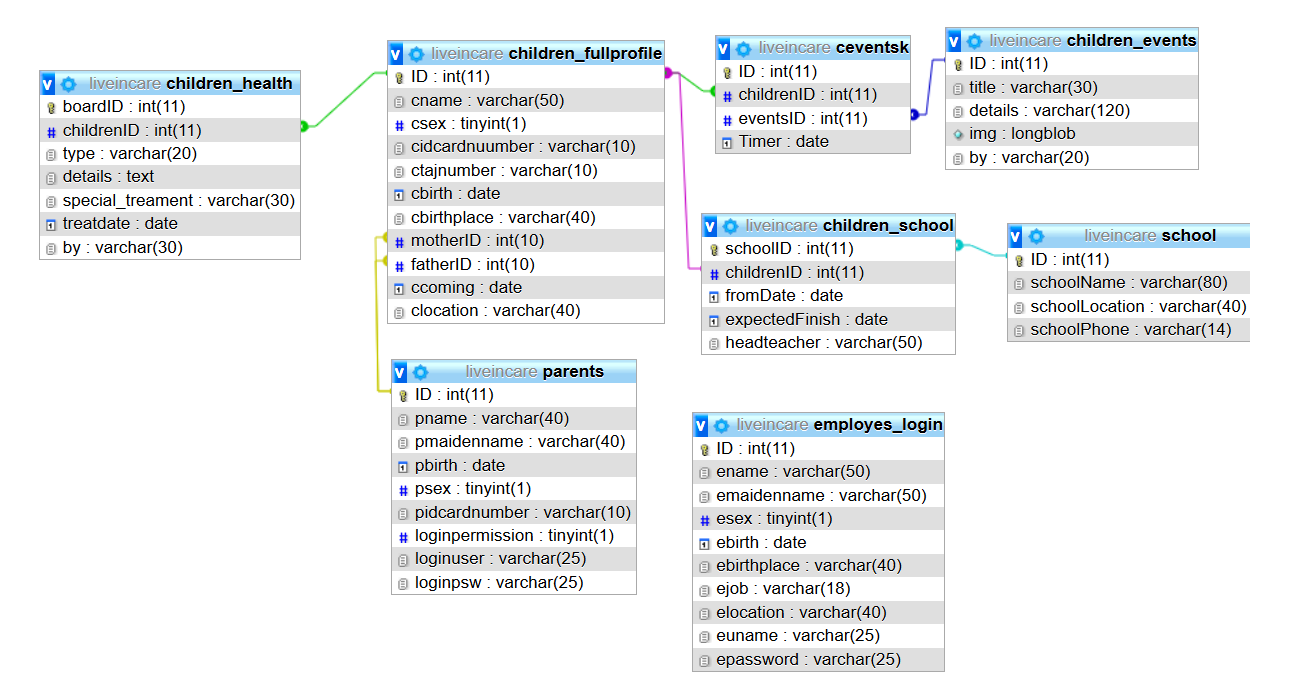 liveincare children_health
boardID : int(11)
childrenID : int(11)
type : varchar(20)
details : text
special_treament : varchar(30)
treatdate : date
by : varchar(30)
liveincare children_fullprofile
ID : int(11)
cname : varchar(50)
csex : tinyint(1)
cidcardnuumber : varchar(10)
ctajnumber : varchar(10)
cbirth : date
cbirthplace : varchar(40)
motherID : int(10)
fatherID : int(10)
ccoming : date
clocation : varchar(40)
liveincare ceventsk
ID : int(11)
childrenID : int(11)
eventsID : int(11)
Timer : date
liveincare children_events
ID : int(11)
title : varchar(30)
details : varchar(120)
img : longblob
by : varchar(20)
liveincare children_school
schoolID : int(11)
childrenID : int(11)
fromDate : date
expectedFinish : date
headteacher : varchar(50)
liveincare school
ID : int(11)
schoolName : varchar(80)
schoolLocation : varchar(40)
schoolPhone : varchar(14)
liveincare parents
ID : int(11)
pname : varchar(40)
pmaidenname : varchar(40)
pbirth : date
psex : tinyint(1)
pidcardnumber : varchar(10)
loginpermission : tinyint(1)
loginuser : varchar(25)
loginpsw : varchar(25)
liveincare employes_login
ID : int(11)
ename : varchar(50)
emaidenname : varchar(50)
esex : tinyint(1)
ebirth : date
ebirthplace : varchar(40)
ejob : varchar(18)
elocation : varchar(40)
euname : varchar(25)
epassword : varchar(25)